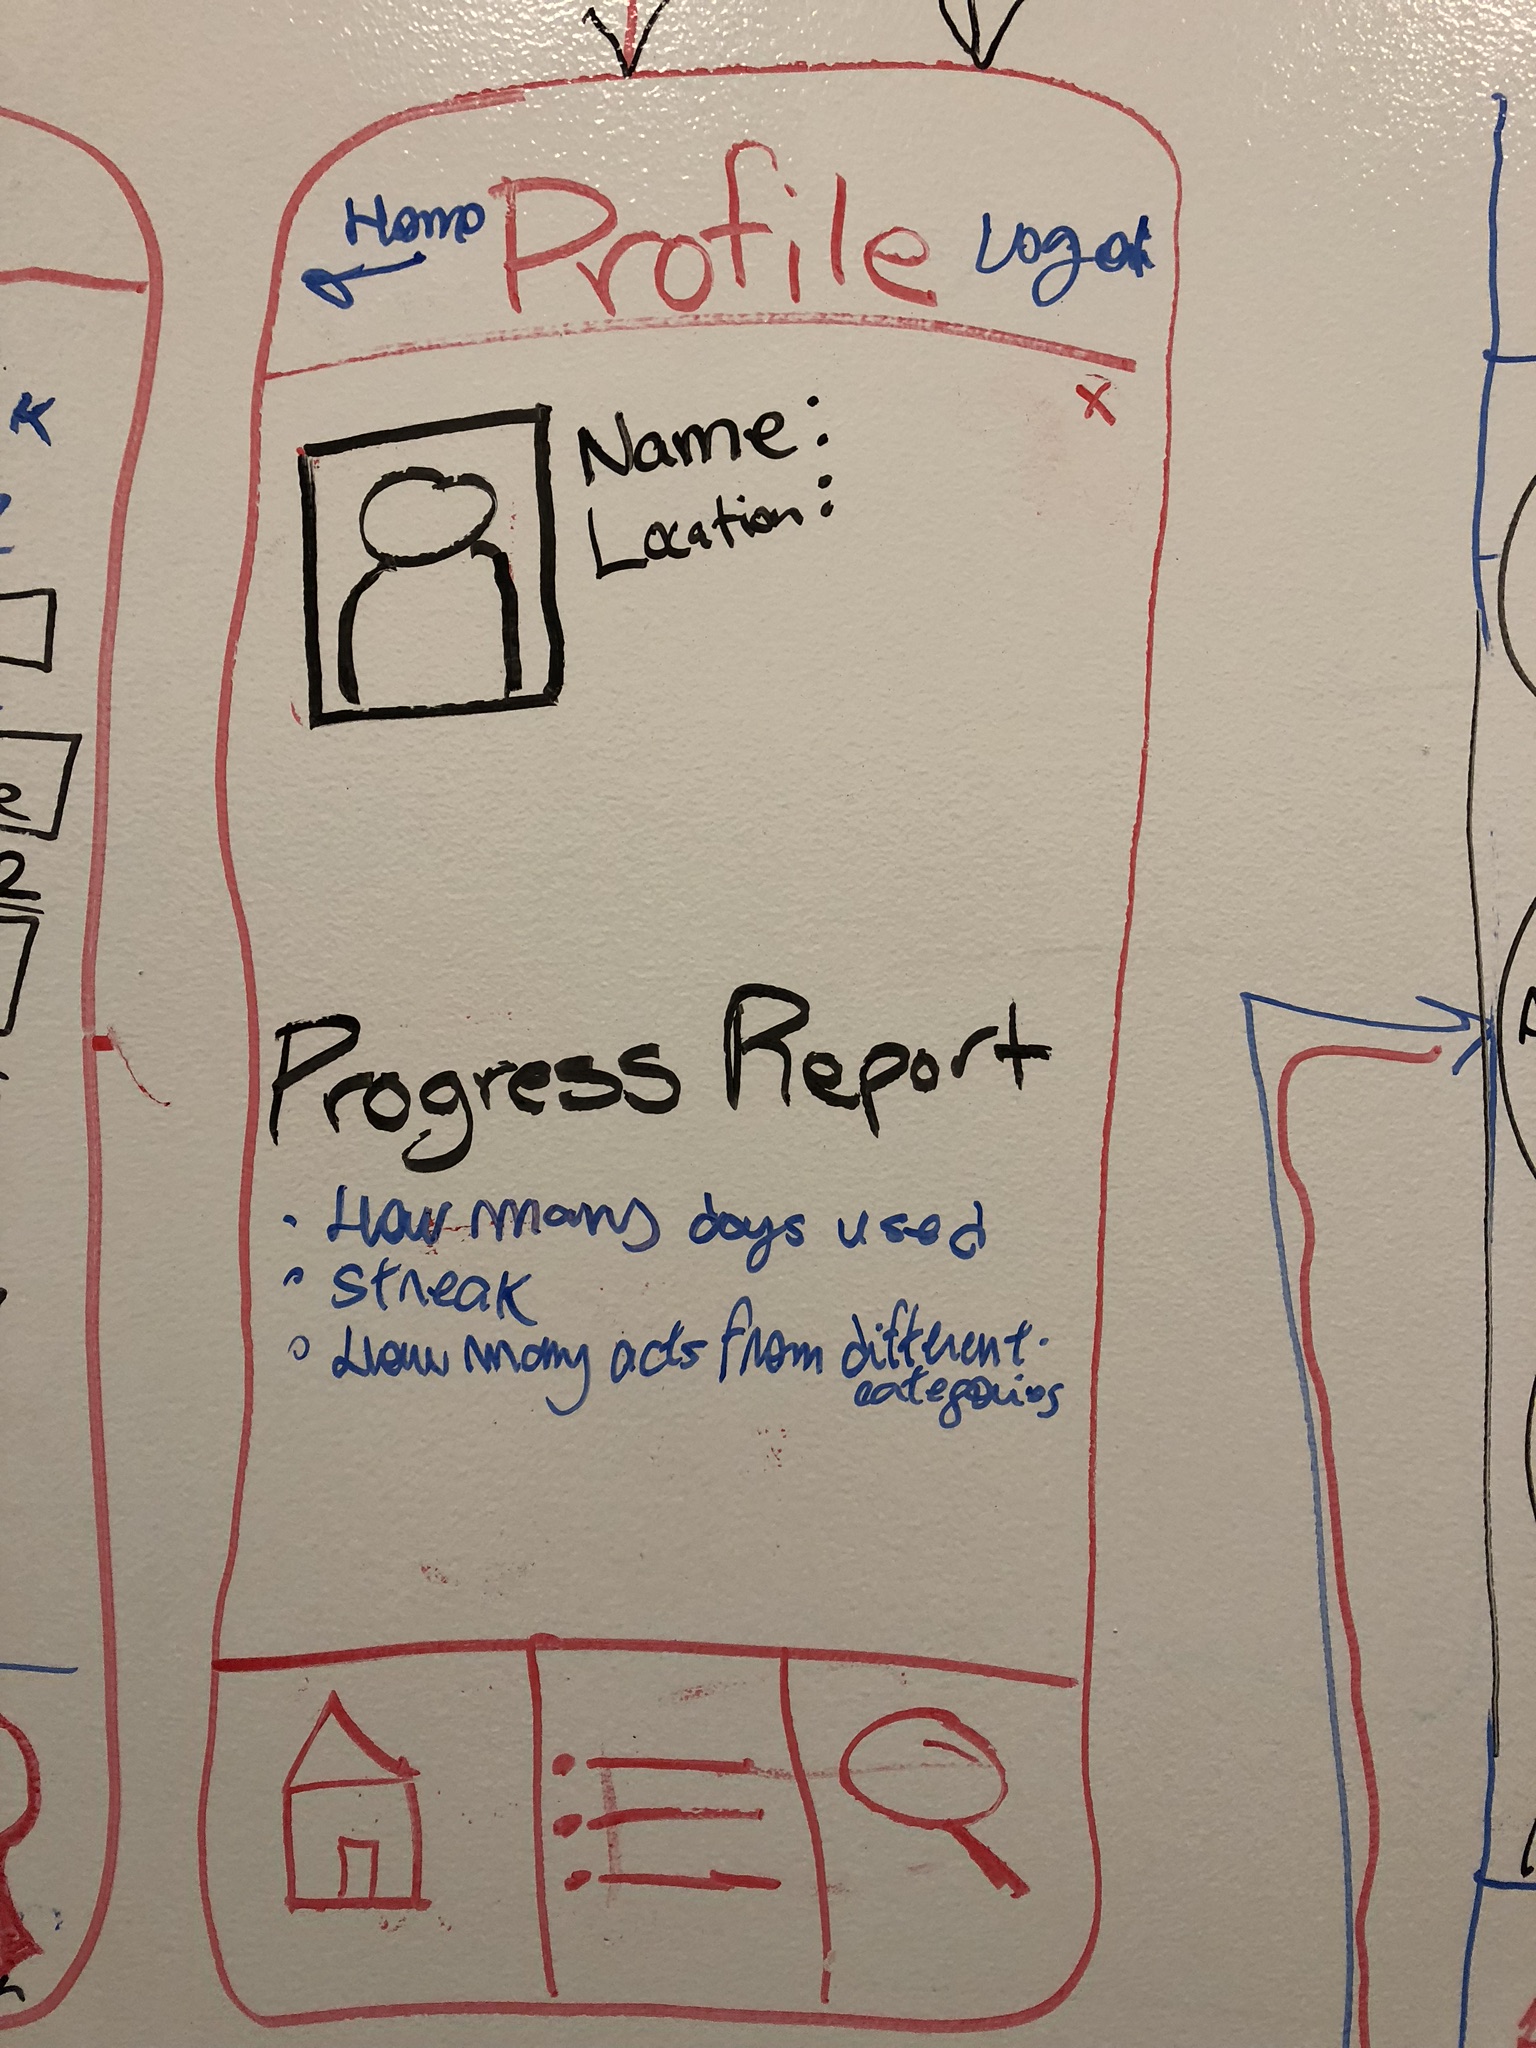 Home
Profile
Log out
x
Name:
Location:
Progress Report
• How many days used
• streak
• How many acts from different
categories